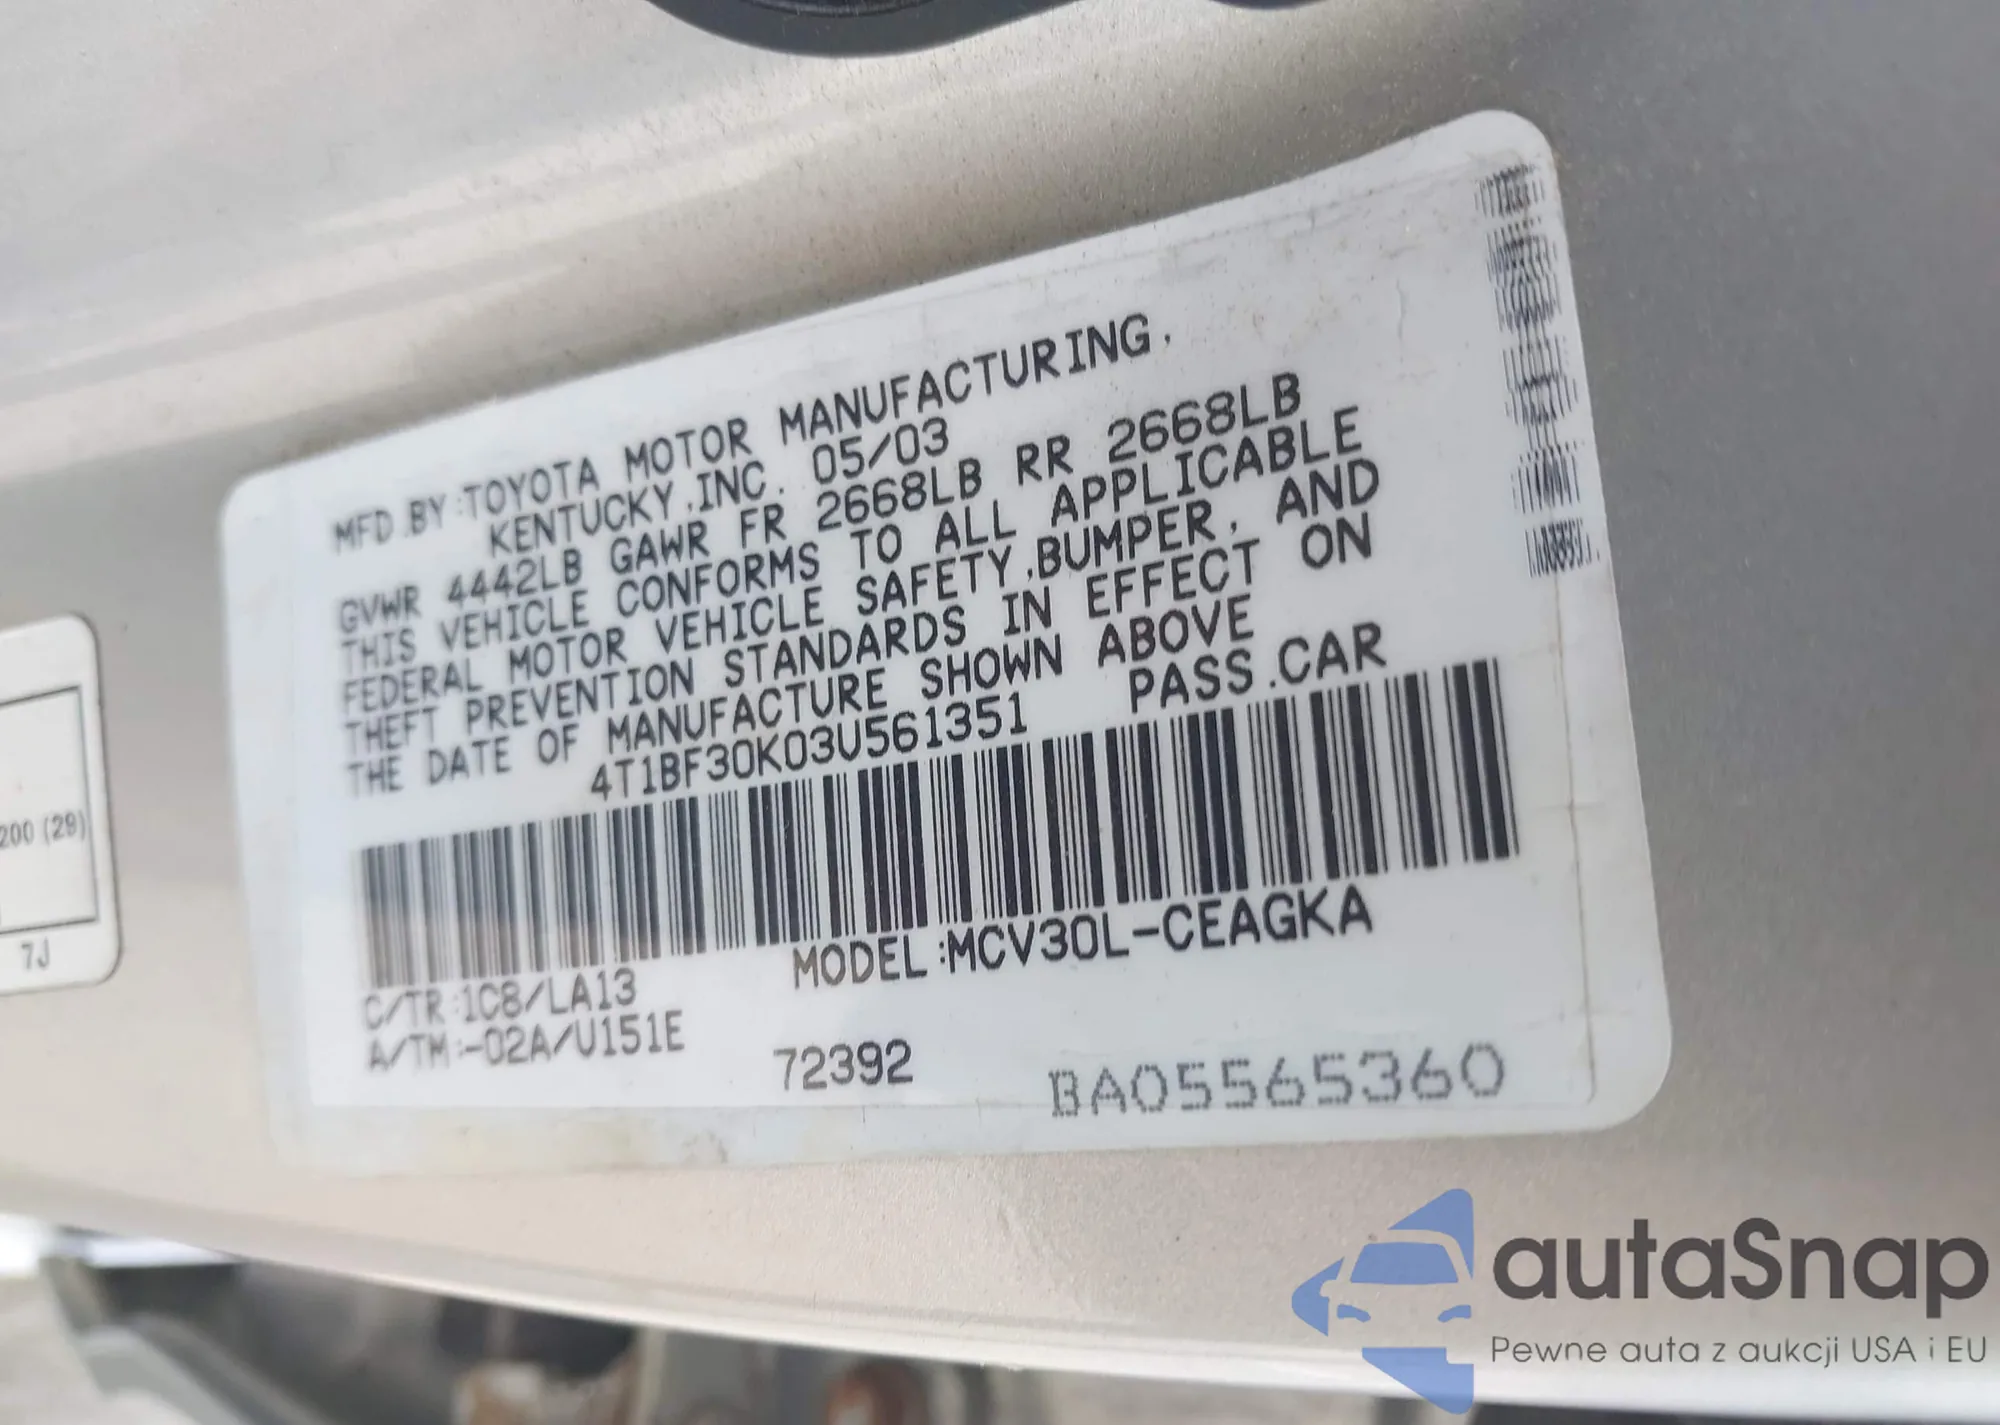 MFD.BY:TOYOTA MOTOR MANUFACTURING,
KENTUCKY,INC. 05/03
GVWR 4442LB GAWR FR 2668LB RR 2668LB
THIS VEHICLE CONFORMS TO ALL APPLICABLE
FEDERAL MOTOR VEHICLE SAFETY,BUMPER, AND
THEFT PREVENTION STANDARDS IN EFFECT ON
THE DATE OF MANUFACTURE SHOWN ABOVE
4T1BF30K03U561351 PASS.CAR
MODEL:MCV30L-CEAGKA
C/TR:1C8/LA13
A/TM:-02A/U151E
72392
BA05565360
200 (29)
7J
autaSnap
Pewne auta z aukcji USA i EU